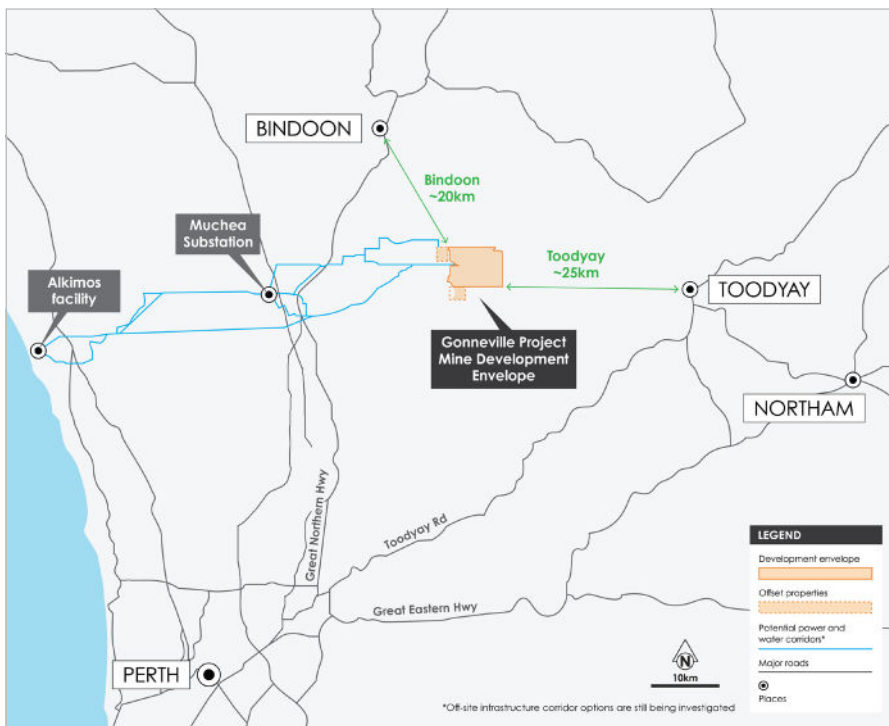 BINDOON
Bindoon
~20km
Muchea
Substation
Alkimos
facility
Toodyay
~25km
TOODYAY
Gonneville Project
Mine Development
Envelope
NORTHAM
Great Northern Hwy
Toodyay Rd
Great Eastern Hwy
PERTH
N
10km
*Off-site infrastructure corridor options are still being investigated
LEGEND
Development envelope
Offset properties
Potential power and
water corridors*
Major roads
Places